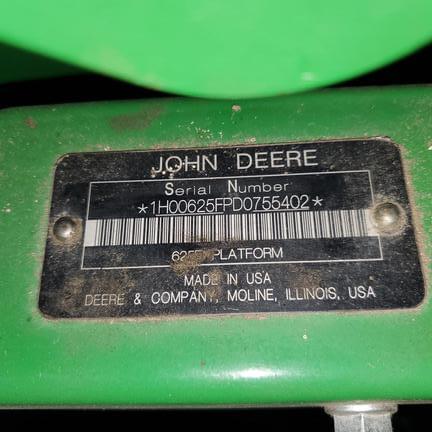 JOHN DEERE
Serial Number
*1H00625FPD0755402*
PLATFORM
MADE IN USA
DEERE & COMPANY, MOLINE, ILLINOIS, USA